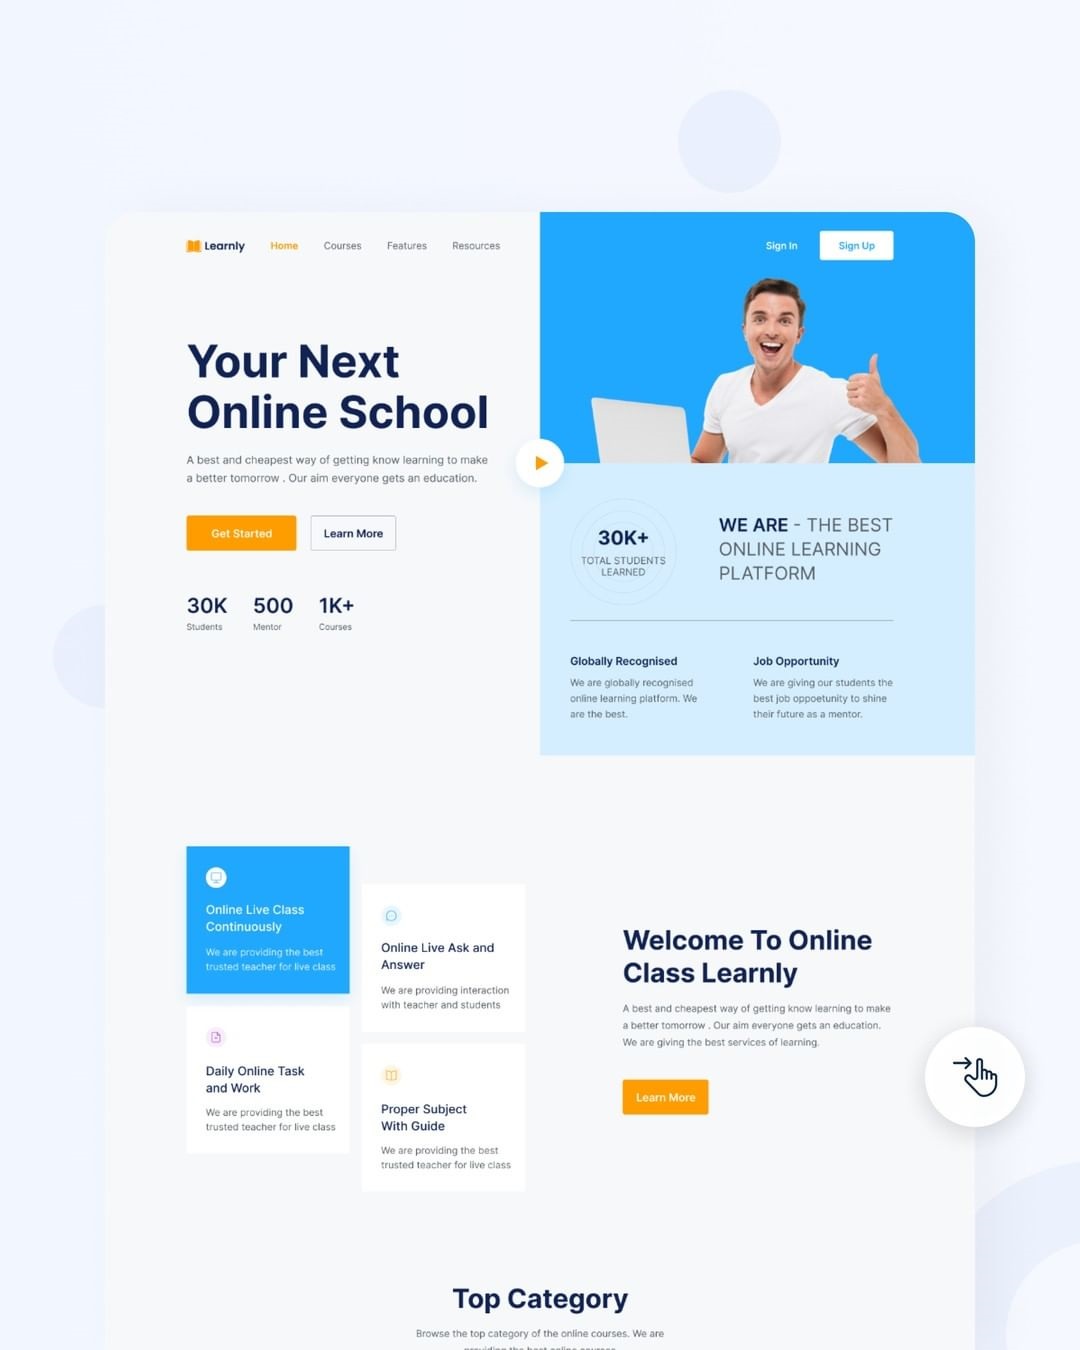 Learnly
Home
Courses
Features
Resources
Sign In
Sign Up
Your Next
Online School
A best and cheapest way of getting know learning to make
a better tomorrow . Our aim everyone gets an education.
Get Started
Learn More
30K
Students
500
Mentor
1K+
Courses
30K+
TOTAL STUDENTS
LEARNED
WE ARE - THE BEST
ONLINE LEARNING
PLATFORM
Globally Recognised
We are globally recognised
online learning platform. We
are the best.
Job Opportunity
We are giving our students the
best job oppoetunity to shine
their future as a mentor.
Online Live Class
Continuously
We are providing the best
trusted teacher for live class
Online Live Ask and
Answer
We are providing interaction
with teacher and students
Daily Online Task
and Work
We are providing the best
trusted teacher for live class
Proper Subject
With Guide
We are providing the best
trusted teacher for live class
Welcome To Online
Class Learnly
A best and cheapest way of getting know learning to make
a better tomorrow . Our aim everyone gets an education.
We are giving the best services of learning.
Learn More
Top Category
Browse the top category of the online courses. We are
providing the best online courses